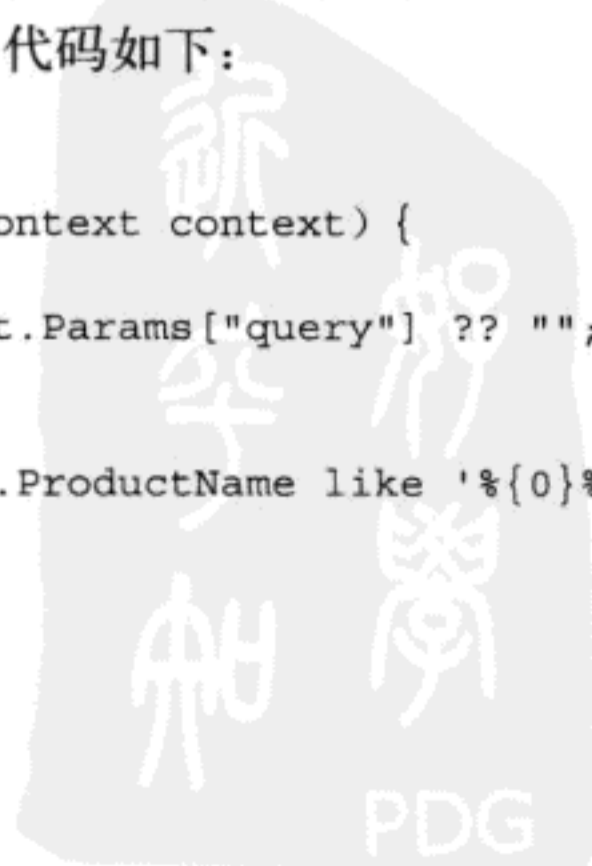 代码如下：
ontext context) {
t.Params["query"] ?? "";
.ProductName like '%{0}%
PDG